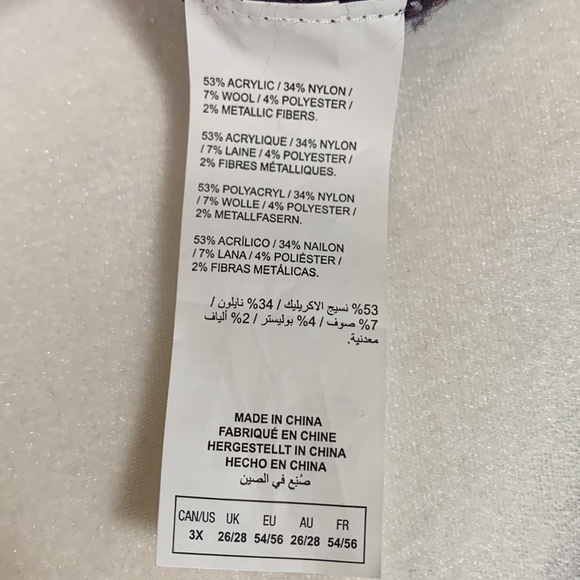 53% ACRYLIC / 34% NYLON /
7% WOOL / 4% POLYESTER /
2% METALLIC FIBERS.
53% ACRYLIQUE / 34% NYLON
/ 7% LAINE / 4% POLYESTER /
2% FIBRES MÉTALLIQUES.
53% POLYACRYL / 34% NYLON
/ 7% WOLLE / 4% POLYESTER /
2% METALLFASERN.
53% ACRÍLICO / 34% NAILON
/ 7% LANA / 4% POLIÉSTER /
2% FIBRAS METÁLICAS.
53% نسيج الاكريليك / 34% نايلون /
7% صوف / 4% بوليستر / 2% ألياف
معدنية.
MADE IN CHINA
FABRIQUÉ EN CHINE
HERGESTELLT IN CHINA
HECHO EN CHINA
صُنِع في الصين
CAN/US UK EU AU FR
3X 26/28 54/56 26/28 54/56